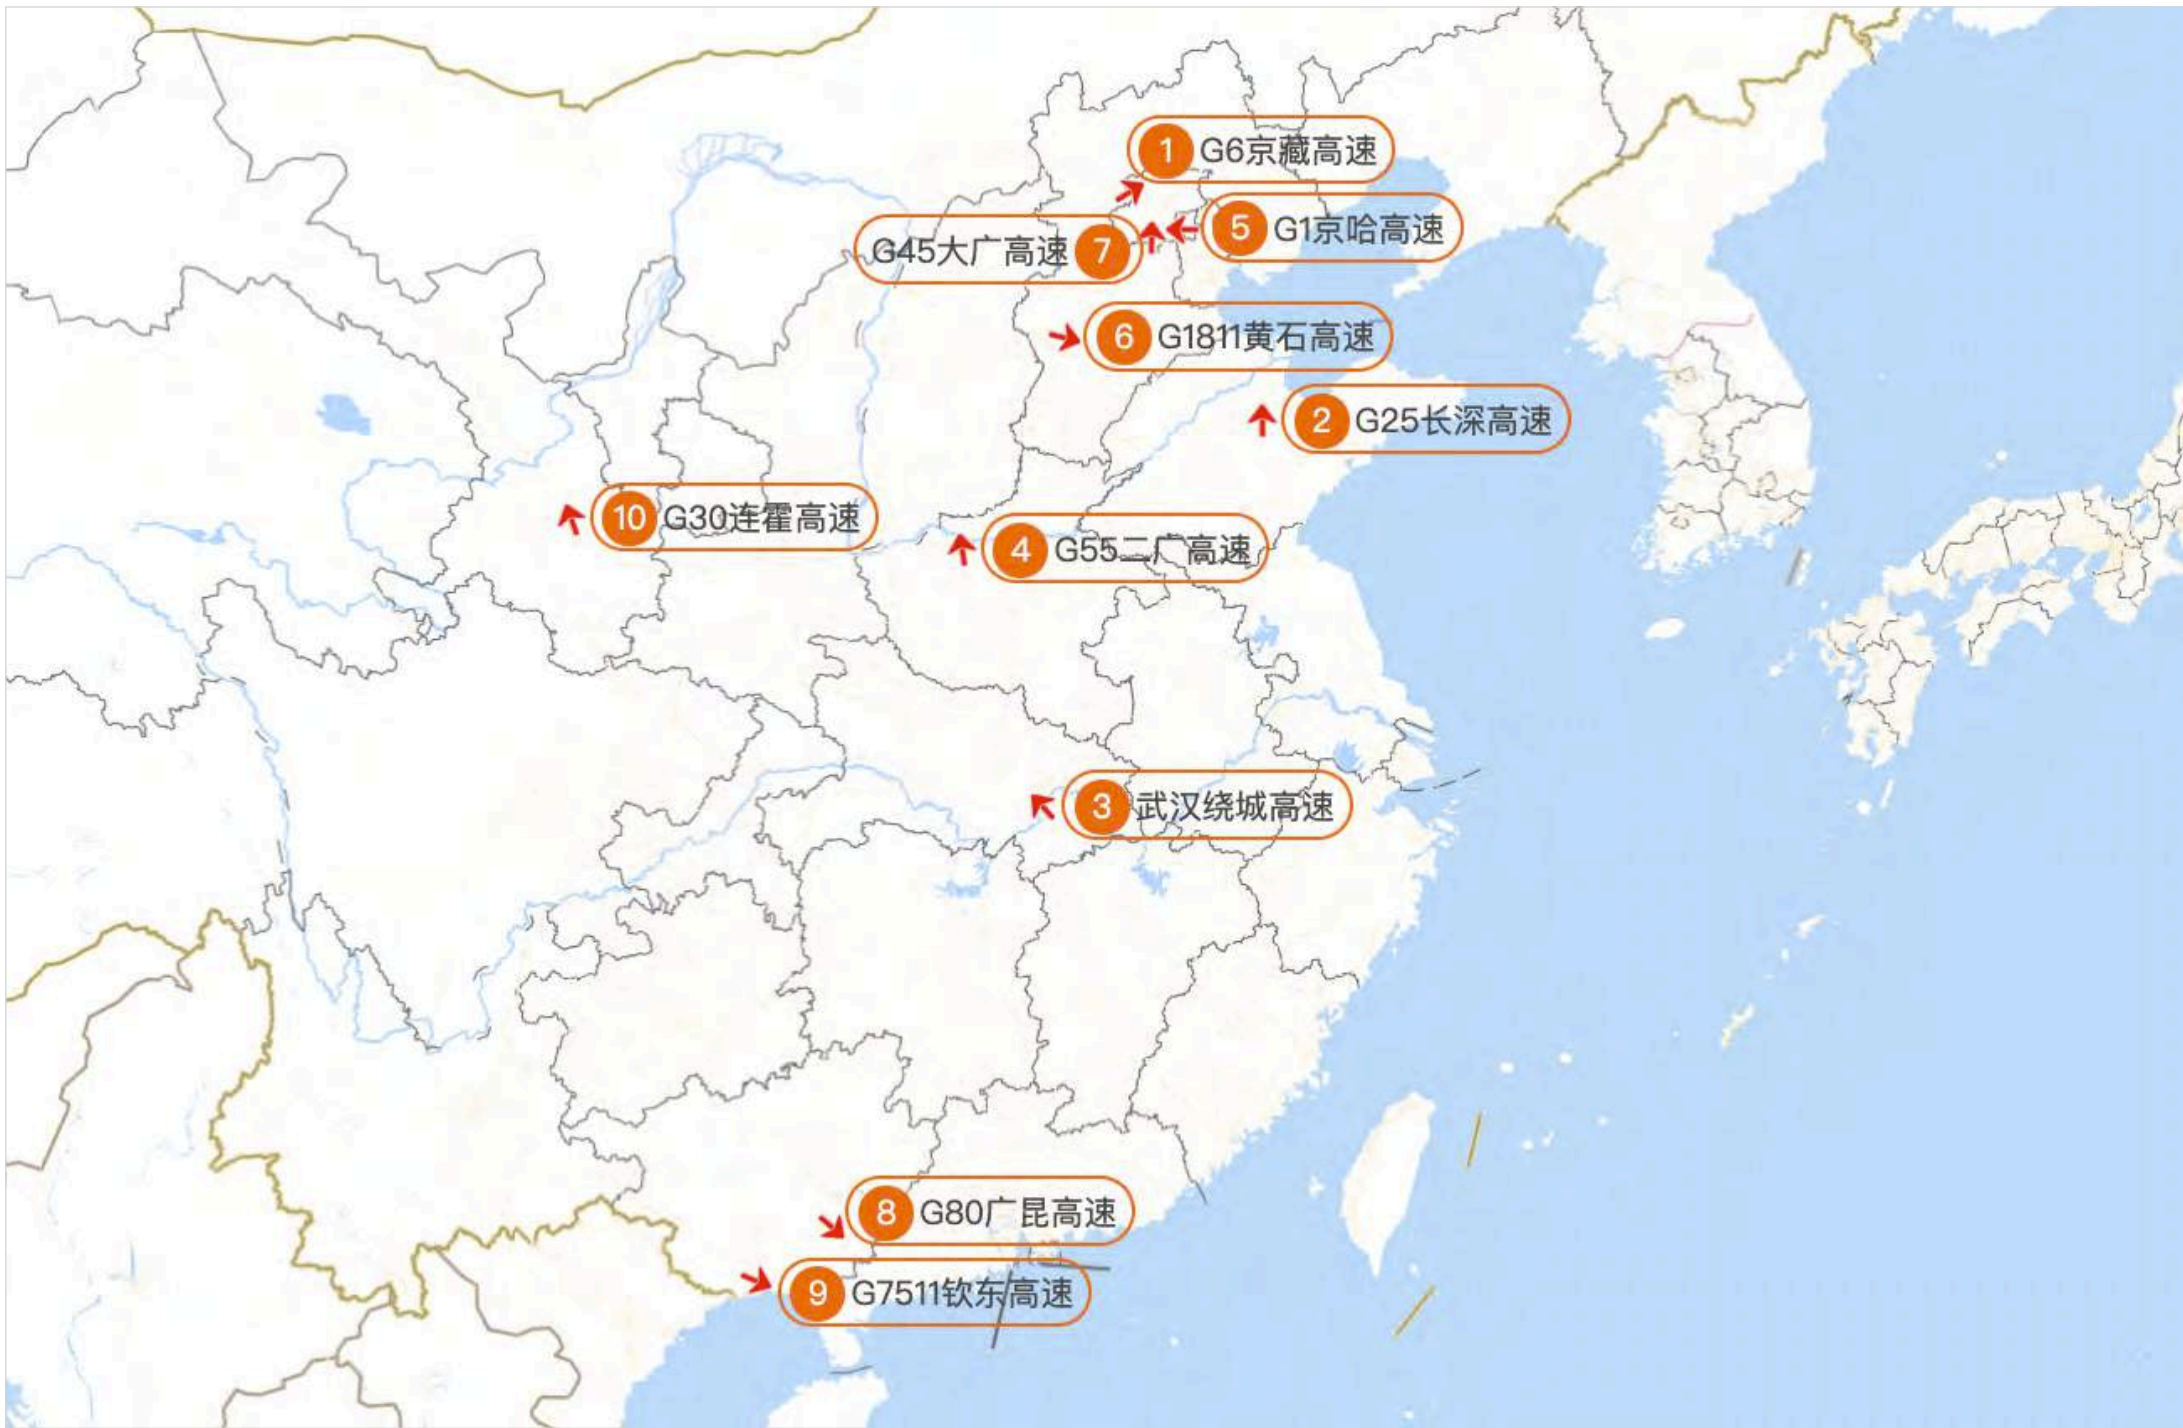 1 G6京藏高速
5 G1京哈高速
G45大广高速 7
6 G1811黄石高速
2 G25长深高速
10 G30连霍高速
4 G55二广高速
3 武汉绕城高速
8 G80广昆高速
9 G7511钦东高速